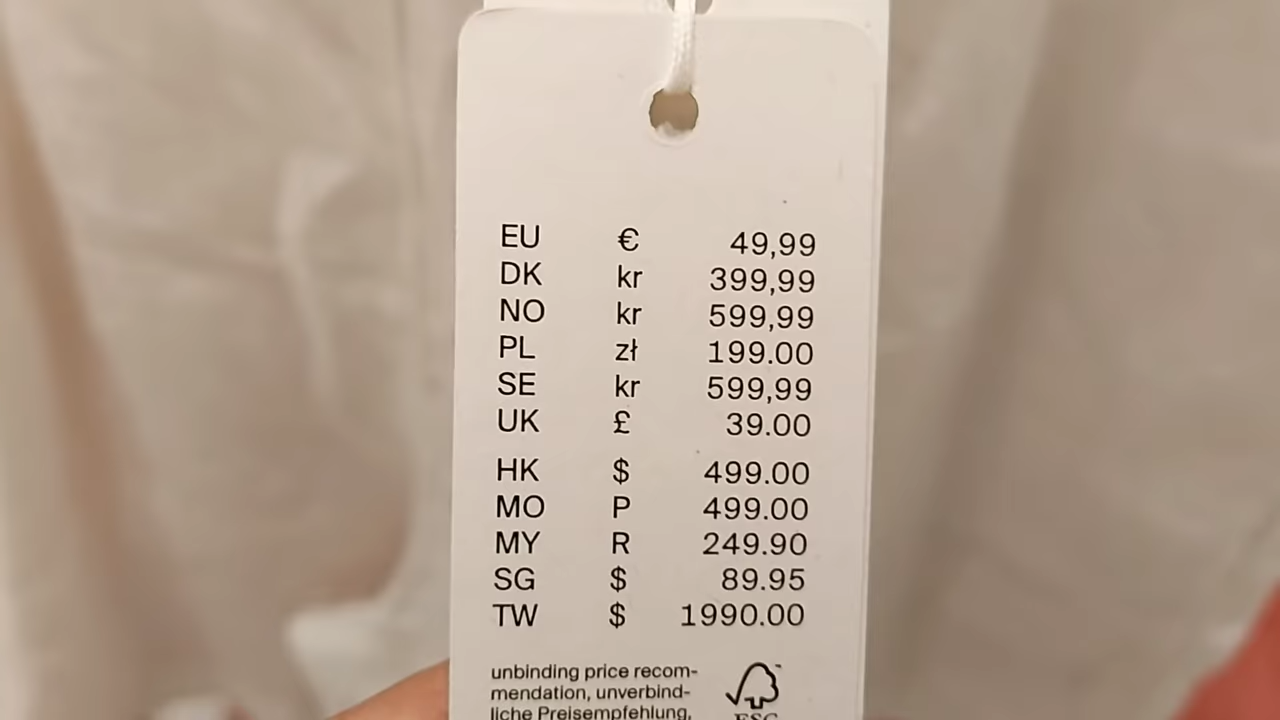 EU € 49,99
DK kr 399,99
NO kr 599,99
PL zł 199.00
SE kr 599,99
UK £ 39.00
HK $ 499.00
MO P 499.00
MY R 249.90
SG $ 89.95
TW $ 1990.00
unbinding price recom-
mendation, unverbind-
liche Preisempfehlung,
FSC